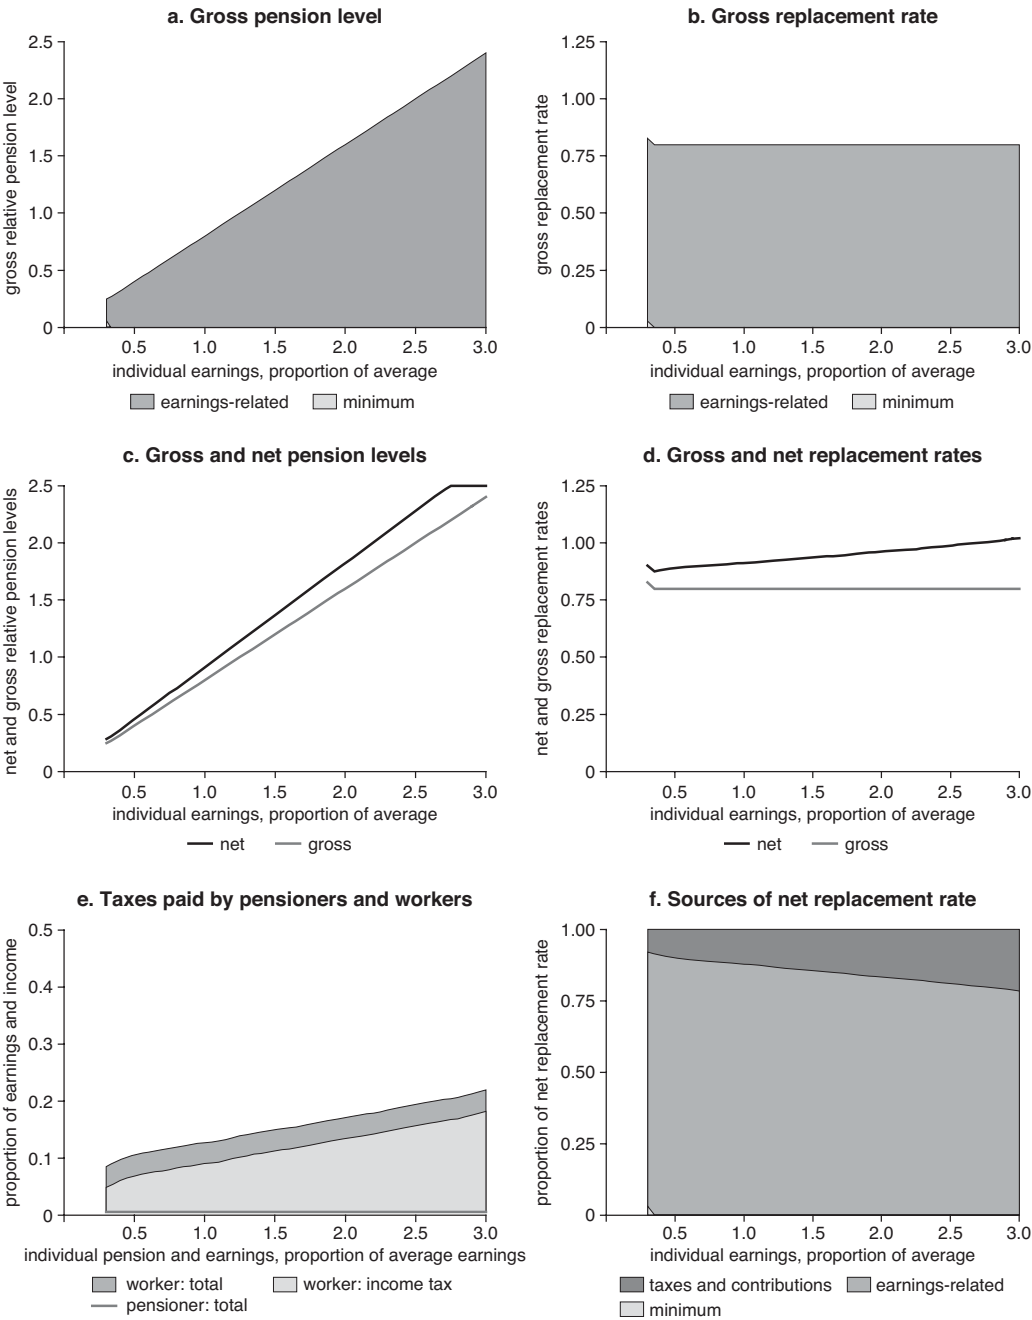 a. Gross pension level
gross relative pension level
2.5
2.0
1.5
1.0
0.5
0
0.5 1.0 1.5 2.0 2.5 3.0
individual earnings, proportion of average
earnings-related minimum
b. Gross replacement rate
gross replacement rate
1.25
1.00
0.75
0.50
0.25
0
0.5 1.0 1.5 2.0 2.5 3.0
individual earnings, proportion of average
earnings-related minimum
c. Gross and net pension levels
net and gross relative pension levels
2.5
2.0
1.5
1.0
0.5
0
0.5 1.0 1.5 2.0 2.5 3.0
individual earnings, proportion of average
net gross
d. Gross and net replacement rates
net and gross replacement rates
1.25
1.00
0.75
0.50
0.25
0
0.5 1.0 1.5 2.0 2.5 3.0
individual earnings, proportion of average
net gross
e. Taxes paid by pensioners and workers
proportion of earnings and income
0.5
0.4
0.3
0.2
0.1
0
0.5 1.0 1.5 2.0 2.5 3.0
individual pension and earnings, proportion of average earnings
worker: total worker: income tax
pensioner: total
f. Sources of net replacement rate
proportion of net replacement rate
1.00
0.75
0.50
0.25
0
0.5 1.0 1.5 2.0 2.5 3.0
individual earnings, proportion of average
taxes and contributions earnings-related
minimum